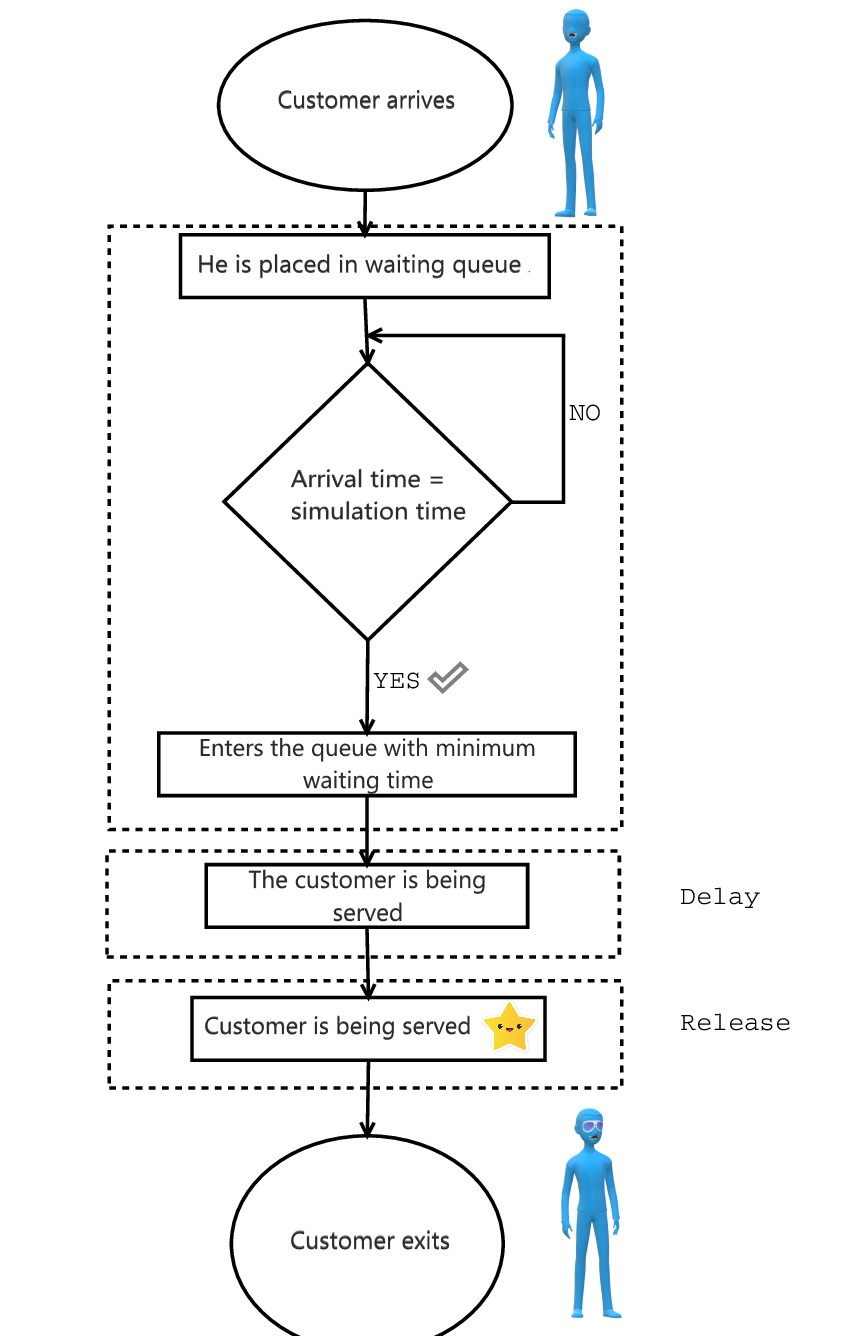 Customer arrives
He is placed in waiting queue .
NO
Arrival time =
simulation time
YES
Enters the queue with minimum
waiting time
The customer is being
served
Delay
Customer is being served
Release
Customer exits